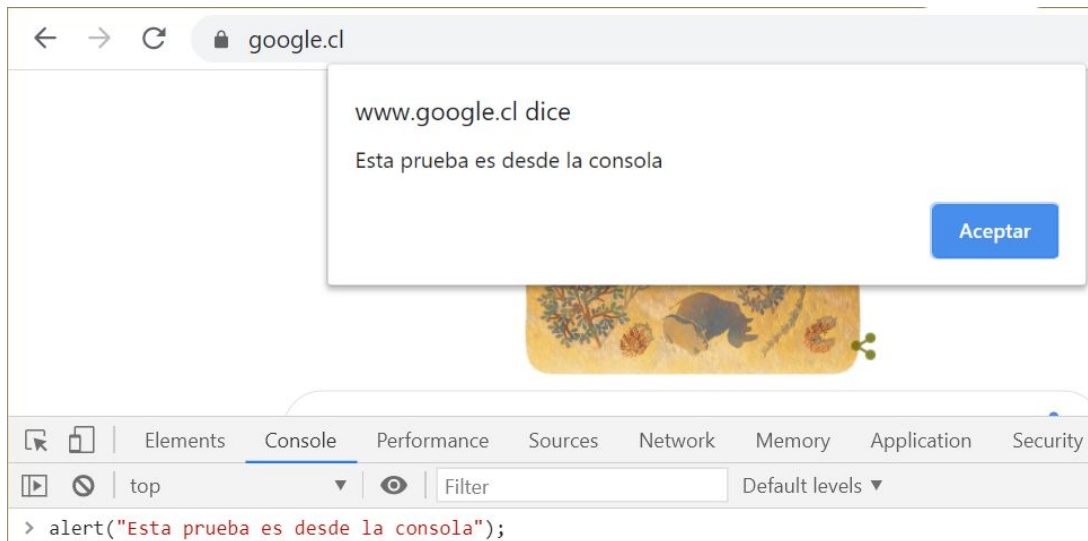 google.cl
www.google.cl dice
Esta prueba es desde la consola
Aceptar
Elements Console Performance Sources Network Memory Application Security
top Filter Default levels
> alert("Esta prueba es desde la consola");